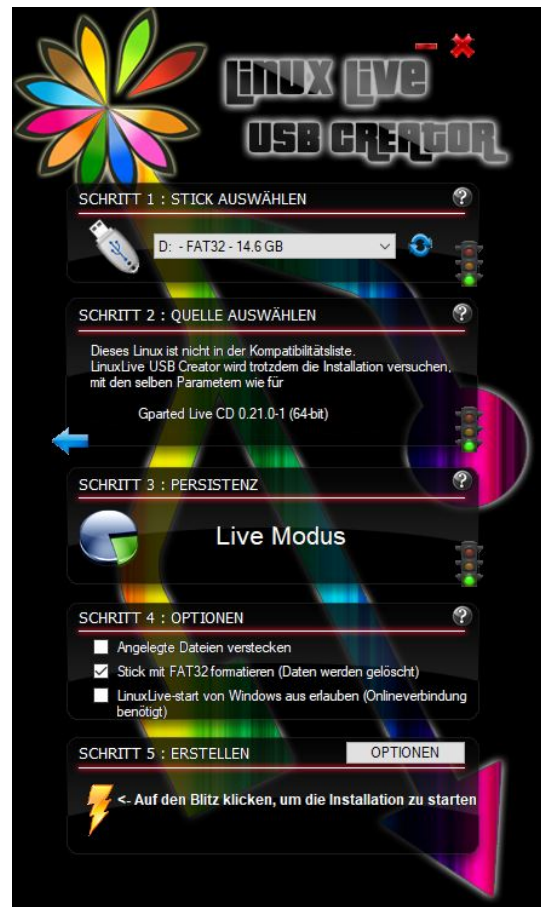 Linux Live
USB CREATOR
SCHRITT 1 : STICK AUSWÄHLEN
?
D: - FAT32 - 14.6 GB
SCHRITT 2 : QUELLE AUSWÄHLEN
?
Dieses Linux ist nicht in der Kompatibilitätsliste.
LinuxLive USB Creator wird trotzdem die Installation versuchen,
mit den selben Parametern wie für
Gparted Live CD 0.21.0-1 (64-bit)
SCHRITT 3 : PERSISTENZ
?
Live Modus
SCHRITT 4 : OPTIONEN
?
Angelegte Dateien verstecken
Stick mit FAT32 formatieren (Daten werden gelöscht)
LinuxLive-start von Windows aus erlauben (Onlineverbindung
benötigt)
SCHRITT 5 : ERSTELLEN
OPTIONEN
<- Auf den Blitz klicken, um die Installation zu starten